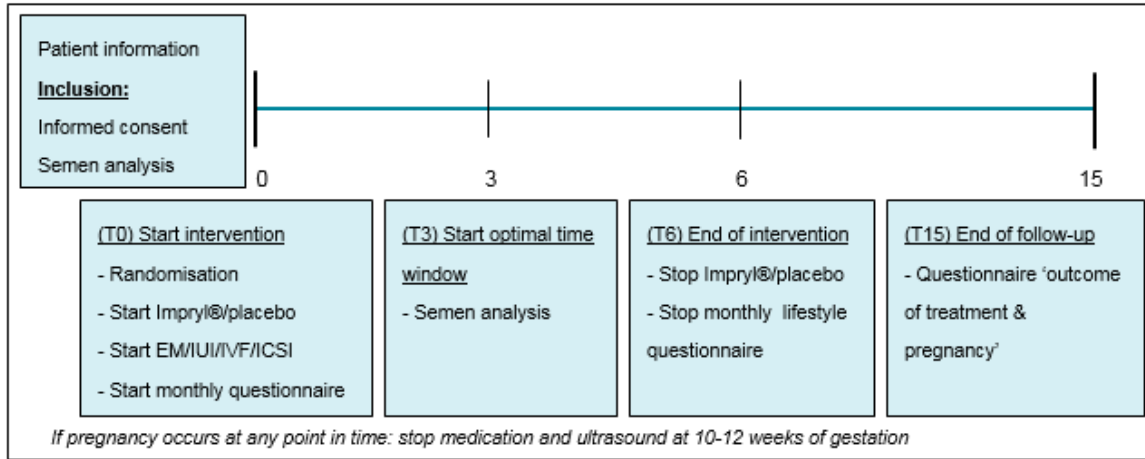 Patient information
Inclusion:
Informed consent
Semen analysis
0
3
6
15
(T0) Start intervention
- Randomisation
- Start Impryl®/placebo
- Start EM/IUI/IVF/ICSI
- Start monthly questionnaire
(T3) Start optimal time
window
- Semen analysis
(T6) End of intervention
- Stop Impryl®/placebo
- Stop monthly lifestyle
questionnaire
(T15) End of follow-up
- Questionnaire ‘outcome
of treatment &
pregnancy’
If pregnancy occurs at any point in time: stop medication and ultrasound at 10-12 weeks of gestation